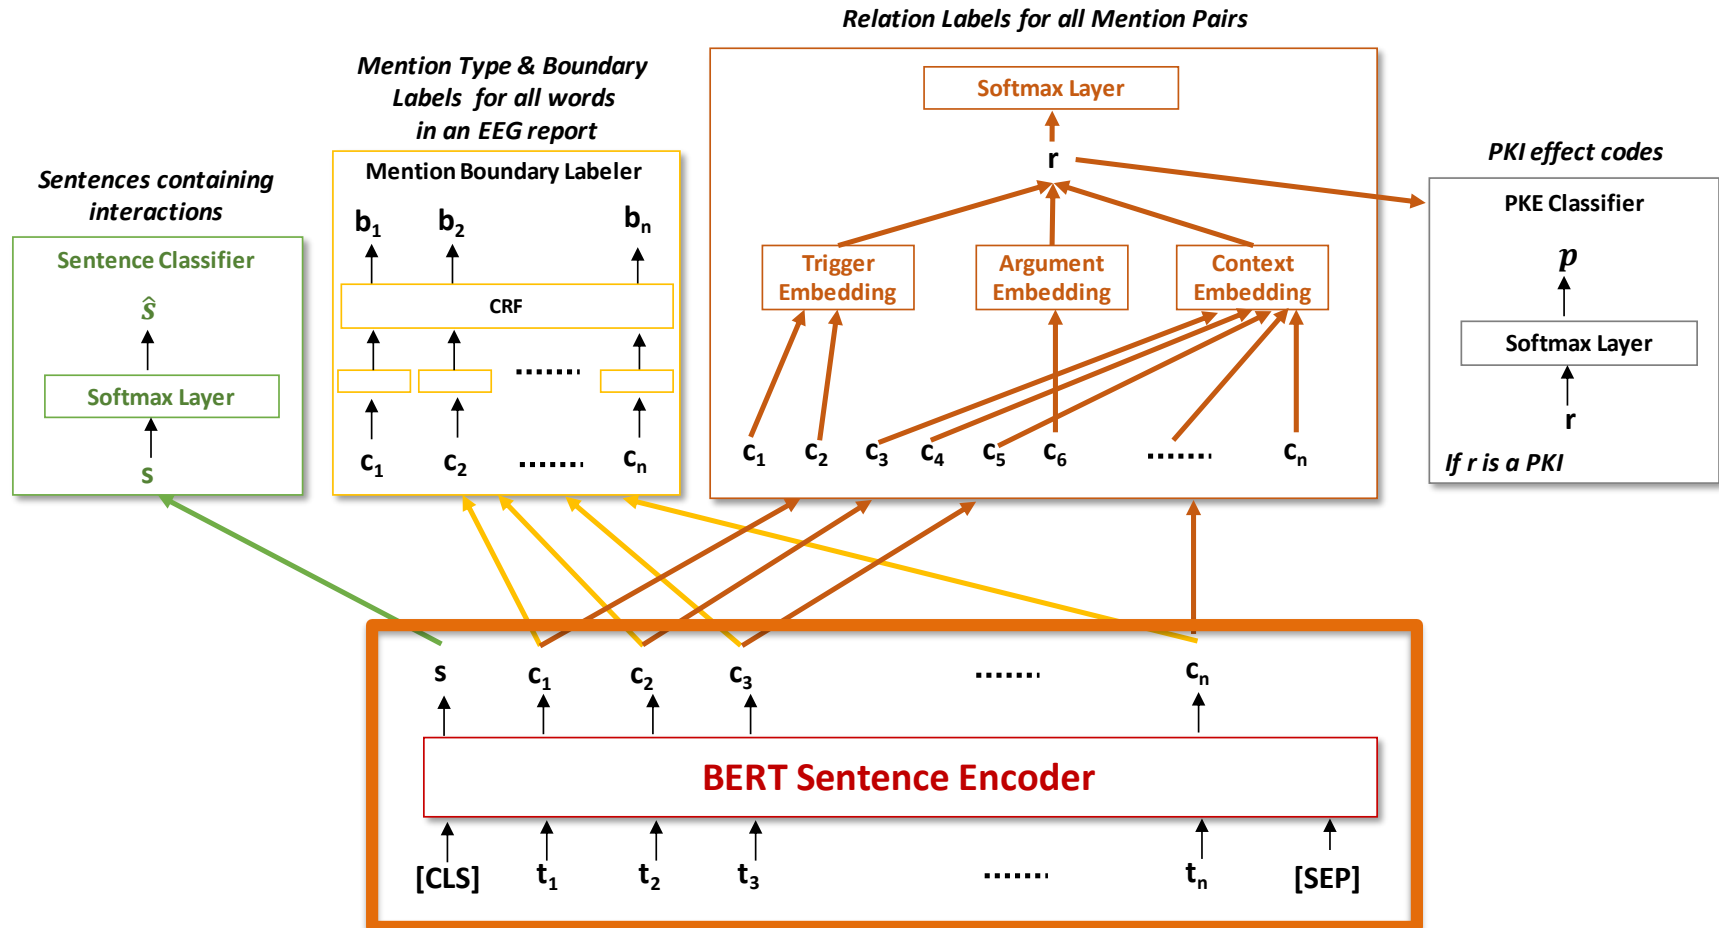 Relation Labels for all Mention Pairs
Mention Type & Boundary
Labels for all words
in an EEG report
Sentences containing
interactions
PKI effect codes
Sentence Classifier
ŝ
Softmax Layer
s
Mention Boundary Labeler
b1 b2 bn
CRF
........
c1 c2 ........ cn
Softmax Layer
r
Trigger
Embedding
Argument
Embedding
Context
Embedding
c1 c2 c3 c4 c5 c6 ........ cn
PKE Classifier
p
Softmax Layer
r
If r is a PKI
s c1 c2 c3 ........ cn
BERT Sentence Encoder
[CLS] t1 t2 t3 ........ tn [SEP]